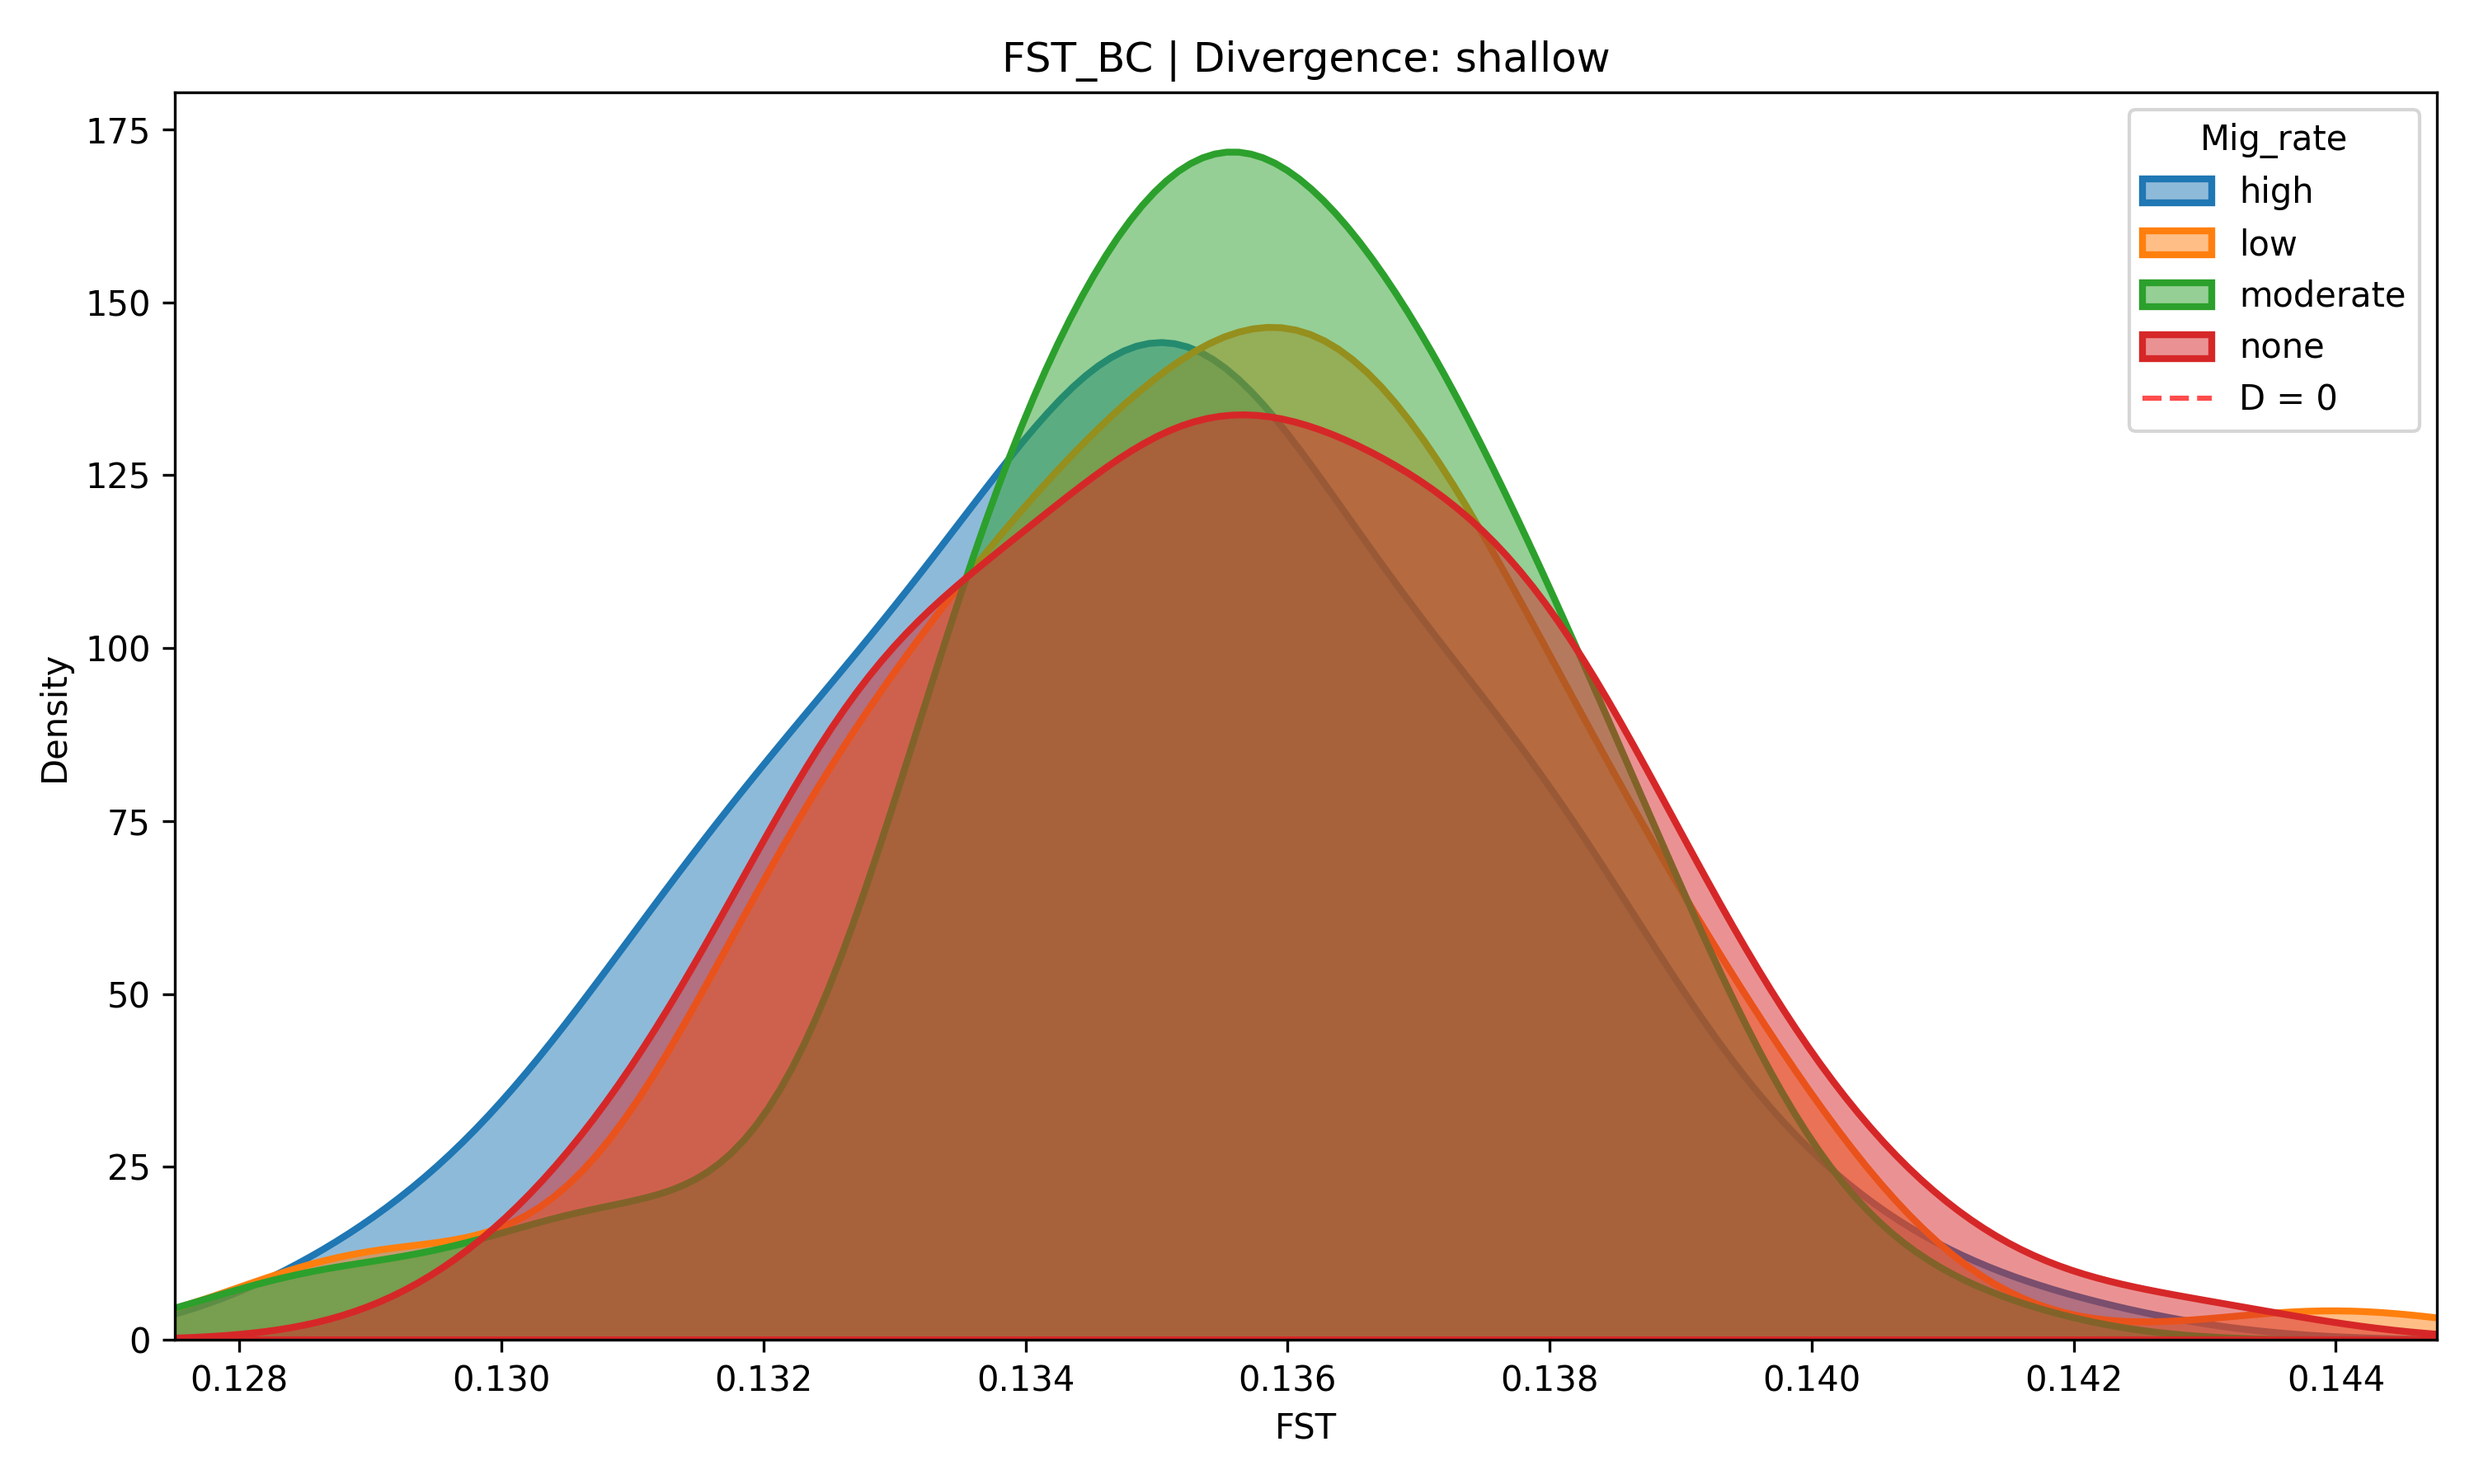 FST_BC | Divergence: shallow
175
150
125
100
75
50
25
0
Density
0.128 0.130 0.132 0.134 0.136 0.138 0.140 0.142 0.144
FST
Mig_rate
high
low
moderate
none
D = 0